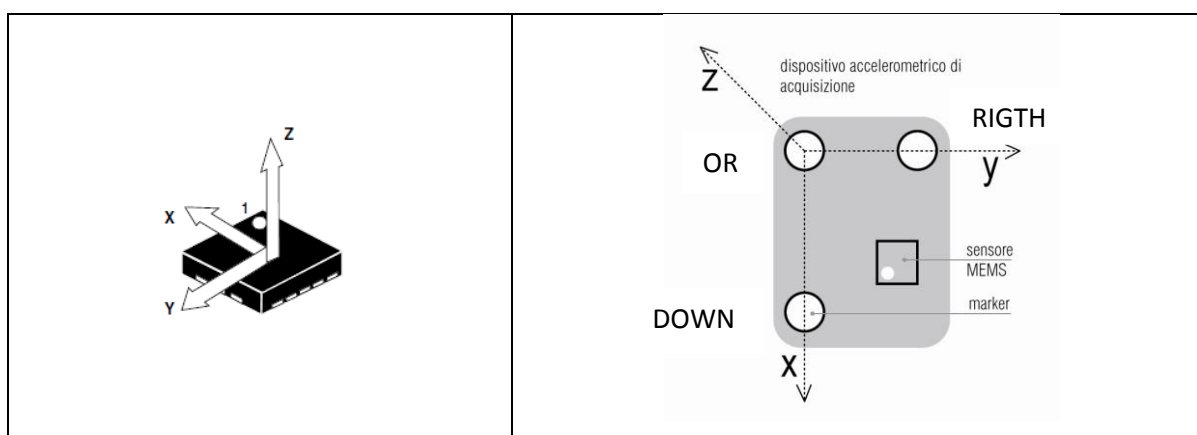 Z
X
1
Y
dispositivo accelerometrico di
acquisizione
Z
RIGTH
OR
y
sensore
MEMS
DOWN
marker
X